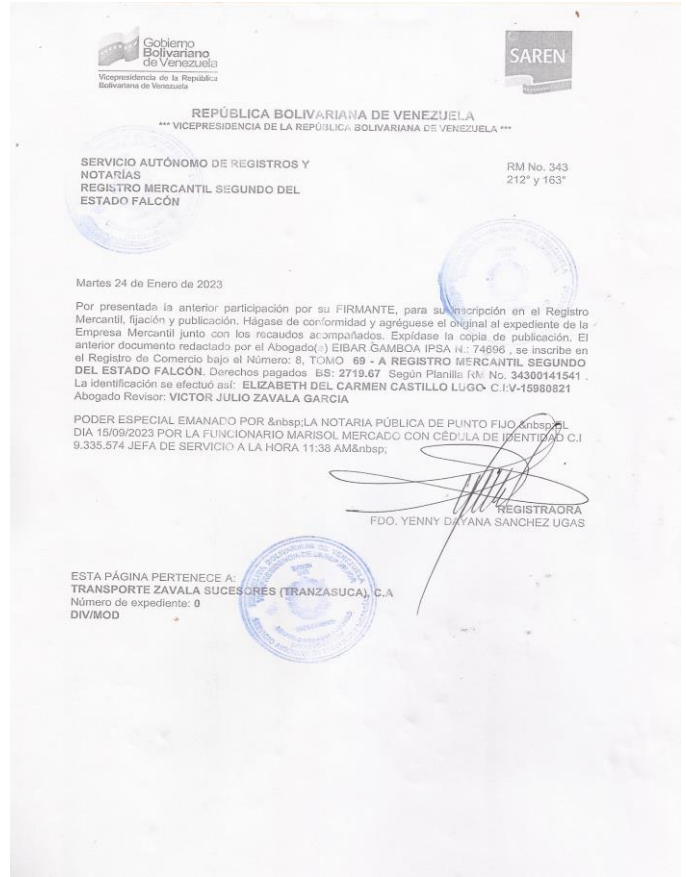 Gobierno
Bolivariano
de Venezuela
Vicepresidencia de la República
Bolivariana de Venezuela
SAREN
REPÚBLICA BOLIVARIANA DE VENEZUELA
*** VICEPRESIDENCIA DE LA REPÚBLICA BOLIVARIANA DE VENEZUELA ***
SERVICIO AUTÓNOMO DE REGISTROS Y
NOTARÍAS
REGISTRO MERCANTIL SEGUNDO DEL
ESTADO FALCÓN
RM No. 343
212° y 163°
Martes 24 de Enero de 2023
Por presentada la anterior participación por su FIRMANTE, para su inscripción en el Registro
Mercantil, fijación y publicación. Hágase de conformidad y agréguese el original al expediente de la
Empresa Mercantil junto con los recaudos acompañados. Expídase la copia de publicación. El
anterior documento redactado por el Abogado(a) EIBAR GAMBOA IPSA N.: 74696 , se inscribe en
el Registro de Comercio bajo el Número: 8, TOMO 69 - A REGISTRO MERCANTIL SEGUNDO
DEL ESTADO FALCÓN. Derechos pagados BS: 2719.67 Según Planilla RM No. 34300141541 .
La identificación se efectuó así: ELIZABETH DEL CARMEN CASTILLO LUGO C.I:V-15980821
Abogado Revisor: VICTOR JULIO ZAVALA GARCIA
PODER ESPECIAL EMANADO POR &nbsp;LA NOTARIA PÚBLICA DE PUNTO FIJO &nbsp;EL
DIA 15/09/2023 POR LA FUNCIONARIO MARISOL MERCADO CON CÉDULA DE IDENTIDAD C.I
9.335.574 JEFA DE SERVICIO A LA HORA 11:38 AM&nbsp;
REGISTRAORA
FDO. YENNY DAYANA SANCHEZ UGAS
ESTA PÁGINA PERTENECE A:
TRANSPORTE ZAVALA SUCESORES (TRANZASUCA), C.A
Número de expediente: 0
DIV/MOD